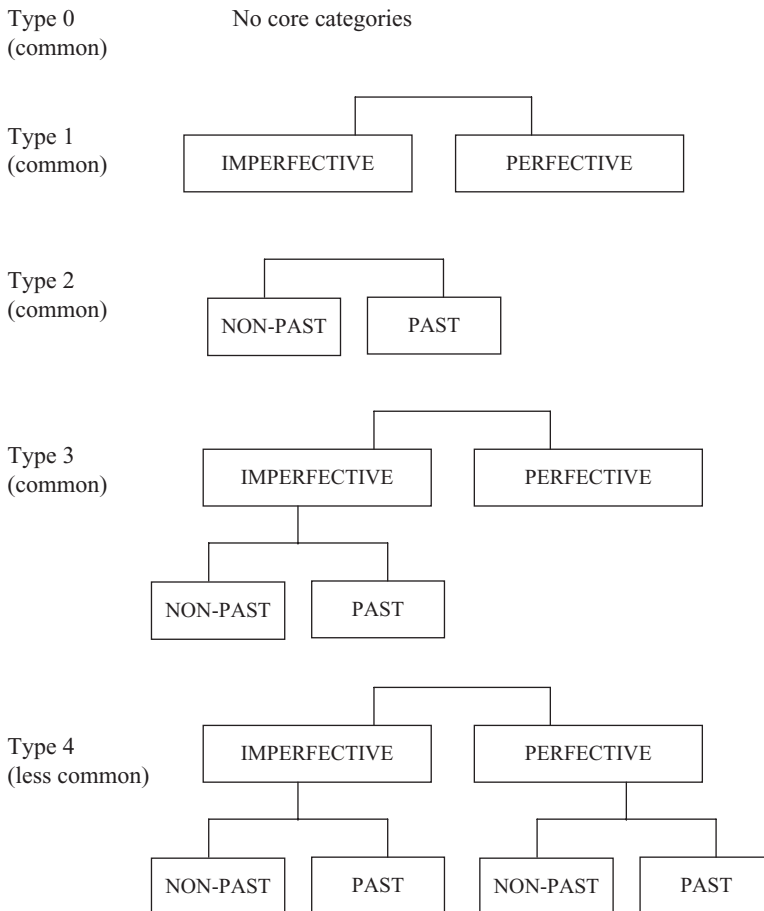 Type 0
(common)
No core categories
Type 1
(common)
IMPERFECTIVE
PERFECTIVE
Type 2
(common)
NON-PAST
PAST
Type 3
(common)
IMPERFECTIVE
PERFECTIVE
NON-PAST
PAST
Type 4
(less common)
IMPERFECTIVE
PERFECTIVE
NON-PAST
PAST
NON-PAST
PAST